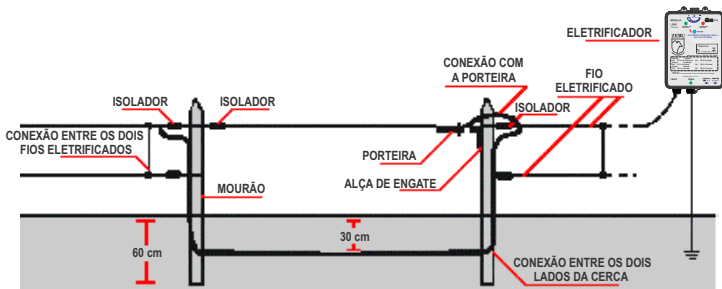 ELETRIFICADOR
CONEXÃO COM
A PORTEIRA
FIO
ELETRIFICADO
ISOLADOR
ISOLADOR
ISOLADOR
CONEXÃO ENTRE OS DOIS
FIOS ELETRIFICADOS
PORTEIRA
ALÇA DE ENGATE
MOURÃO
30 cm
60 cm
CONEXÃO ENTRE OS DOIS
LADOS DA CERCA